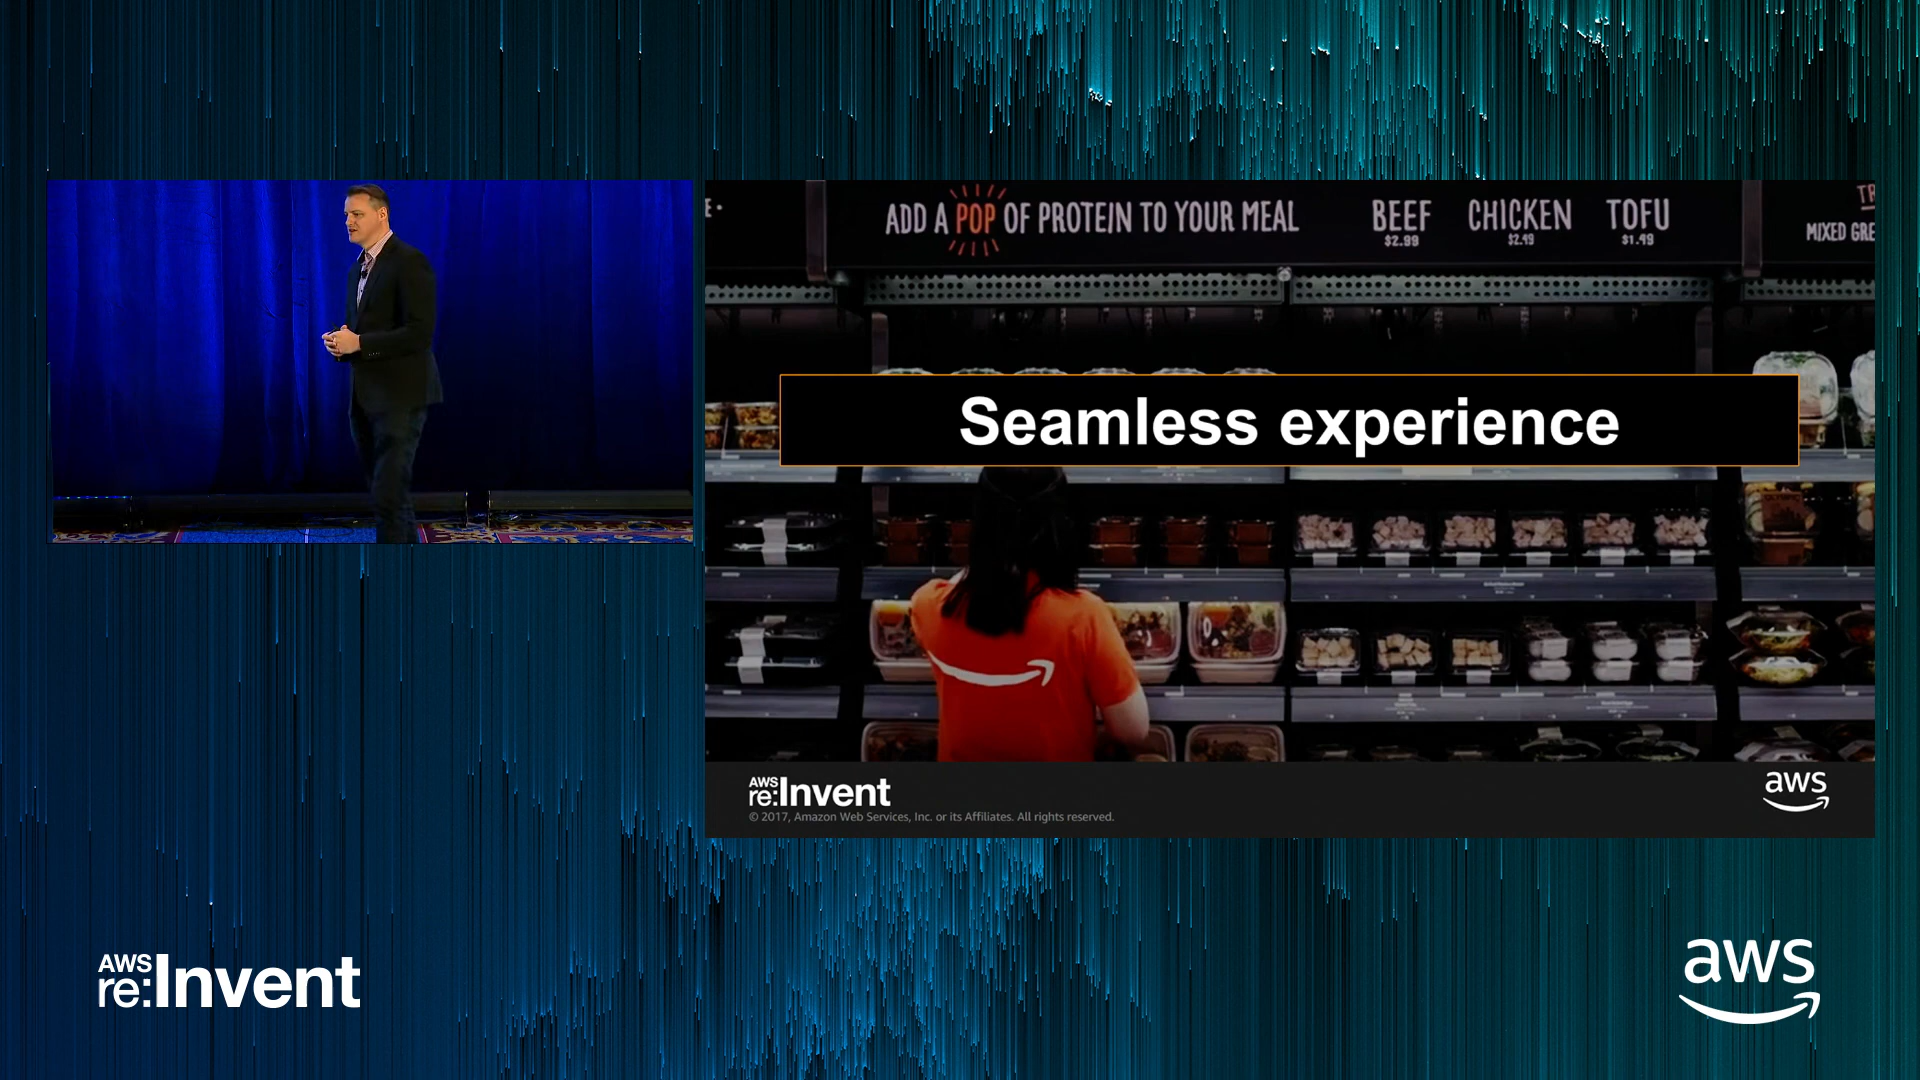 E•
ADD A POP OF PROTEIN TO YOUR MEAL
BEEF
$2.99
CHICKEN
$2.49
TOFU
$1.49
MIXED GRE
Seamless experience
AWS
re:Invent
© 2017, Amazon Web Services, Inc. or its Affiliates. All rights reserved.
aws
AWS
re:Invent
aws